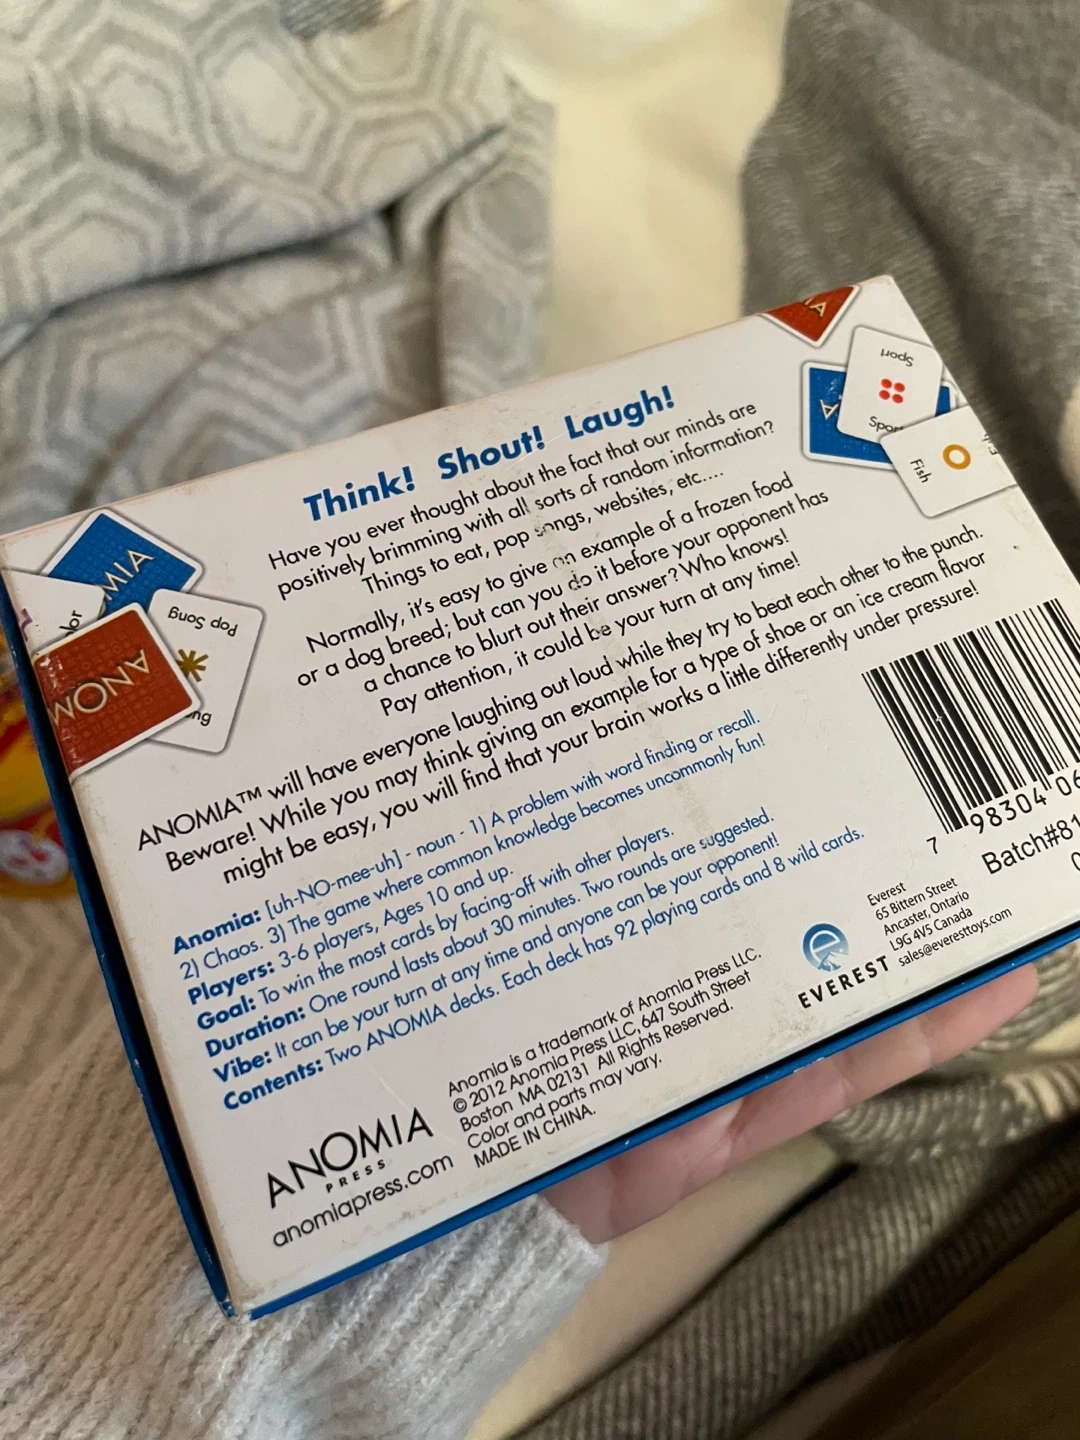 Think! Shout! Laugh!
Have you ever thought about the fact that our minds are
positively brimming with all sorts of random information?
Things to eat, pop songs, websites, etc....
Normally, it's easy to give an example of a frozen food
or a dog breed; but can you do it before your opponent has
a chance to blurt out their answer? Who knows!
Pay attention, it could be your turn at any time!
ANOMIA™ will have everyone laughing out loud while they try to beat each other to the punch.
Beware! While you may think giving an example for a type of shoe or an ice cream flavor
might be easy, you will find that your brain works a little differently under pressure!
Anomia: [uh-NO-mee-uh] - noun - 1) A problem with word finding or recall.
2) Chaos. 3) The game where common knowledge becomes uncommonly fun!
Players: 3-6 players, Ages 10 and up.
Goal: To win the most cards by facing-off with other players.
Duration: One round lasts about 30 minutes. Two rounds are suggested.
Vibe: It can be your turn at any time and anyone can be your opponent!
Contents: Two ANOMIA decks. Each deck has 92 playing cards and 8 wild cards.
ANOMIA
PRESS
anomiapress.com
Anomia is a trademark of Anomia Press LLC.
© 2012 Anomia Press LLC, 647 South Street
Boston MA 02131 All Rights Reserved.
Color and parts may vary.
MADE IN CHINA.
EVEREST
Everest
65 Bittern Street
Ancaster, Ontario
L9G 4V5 Canada
sales@everesttoys.com
7 98304 06
Batch#81
Pop Song
ANOMIA
Sport
Fish